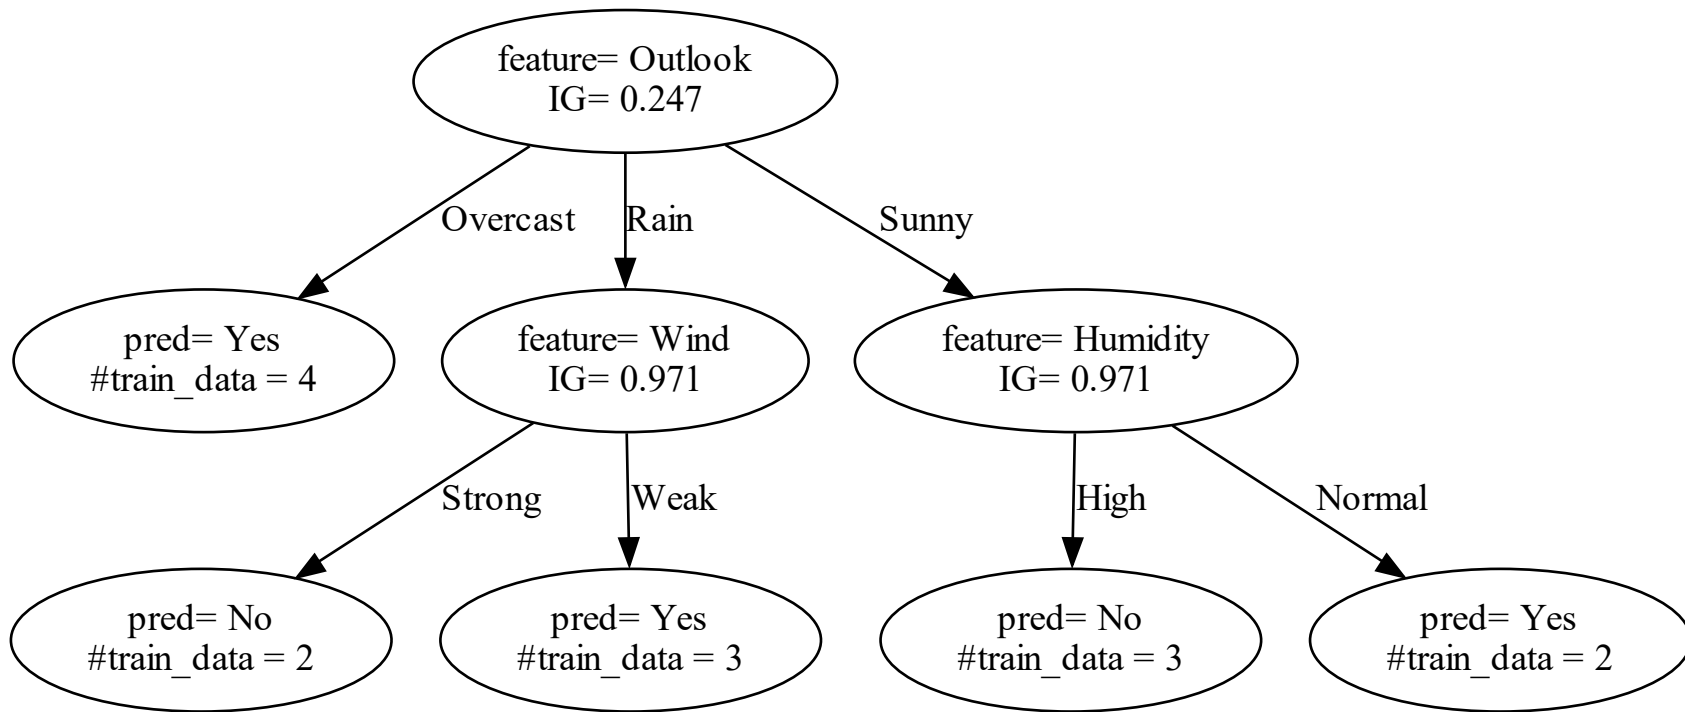 feature= Outlook
IG= 0.247
Overcast
Rain
Sunny
pred= Yes
#train_data = 4
feature= Wind
IG= 0.971
feature= Humidity
IG= 0.971
Strong
Weak
High
Normal
pred= No
#train_data = 2
pred= Yes
#train_data = 3
pred= No
#train_data = 3
pred= Yes
#train_data = 2